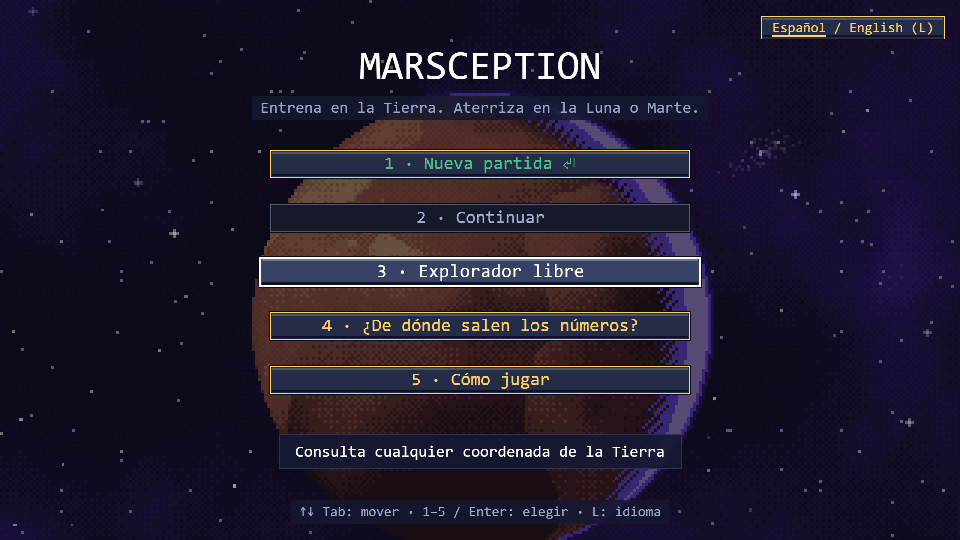 Español / English (L)
MARSCEPTION
Entrena en la Tierra. Aterriza en la Luna o Marte.
1 · Nueva partida ⏎
2 · Continuar
3 · Explorador libre
4 · ¿De dónde salen los números?
5 · Cómo jugar
Consulta cualquier coordenada de la Tierra
↑↓ Tab: mover · 1–5 / Enter: elegir · L: idioma